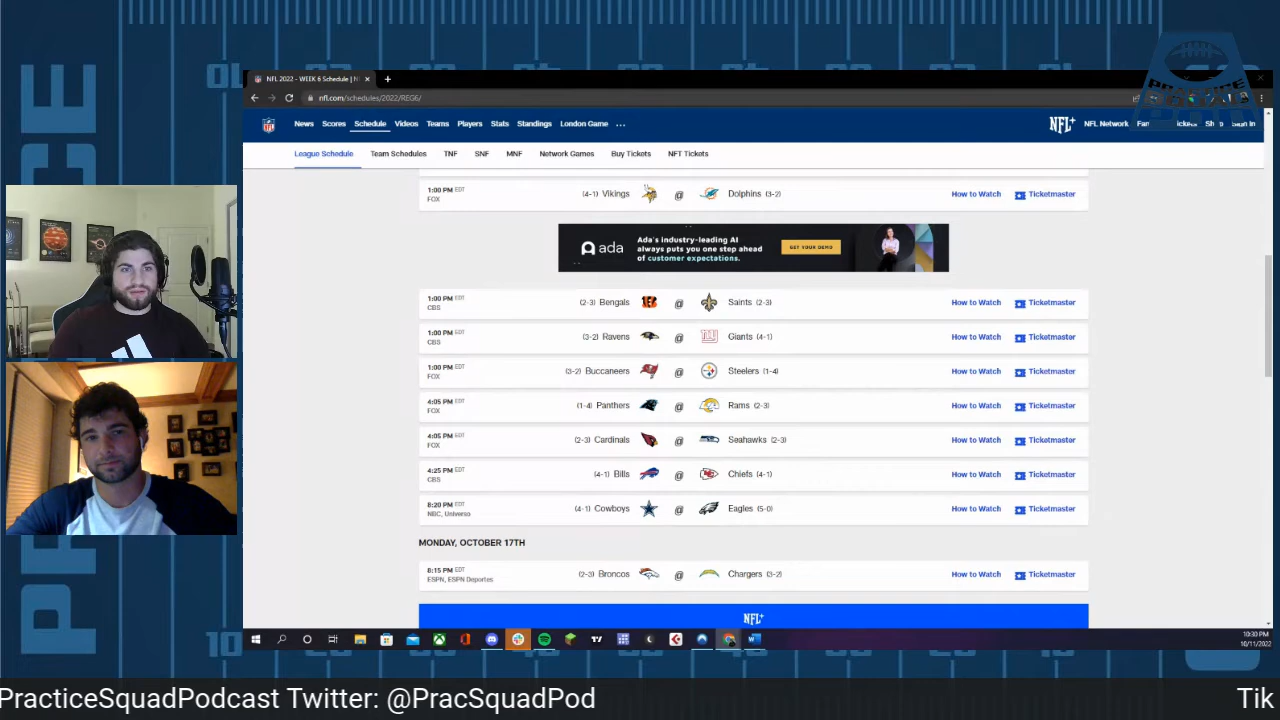 NFL 2022 - WEEK 6 Schedule | N
nfl.com/schedules/2022/REG6/
News Scores Schedule Videos Teams Players Stats Standings London Game ... NFL+ NFL Network
League Schedule Team Schedules TNF SNF MNF Network Games Buy Tickets NFT Tickets
1:00 PM EDT (4-1) Vikings @ Dolphins (3-2) How to Watch Ticketmaster
FOX
ada Ada's industry-leading AI always puts you one step ahead of customer expectations. GET YOUR DEMO
1:00 PM EDT (2-3) Bengals @ Saints (2-3) How to Watch Ticketmaster
CBS
1:00 PM EDT (3-2) Ravens @ Giants (4-1) How to Watch Ticketmaster
CBS
1:00 PM EDT (3-2) Buccaneers @ Steelers (1-4) How to Watch Ticketmaster
FOX
4:05 PM EDT (1-4) Panthers @ Rams (2-3) How to Watch Ticketmaster
FOX
4:05 PM EDT (2-3) Cardinals @ Seahawks (2-3) How to Watch Ticketmaster
FOX
4:25 PM EDT (4-1) Bills @ Chiefs (4-1) How to Watch Ticketmaster
CBS
8:20 PM EDT (4-1) Cowboys @ Eagles (5-0) How to Watch Ticketmaster
NBC, Universo
MONDAY, OCTOBER 17TH
8:15 PM EDT (2-3) Broncos @ Chargers (3-2) How to Watch Ticketmaster
ESPN, ESPN Deportes
NFL+
10:30 PM
10/11/2022
PracticeSquadPodcast Twitter: @PracSquadPod Tik